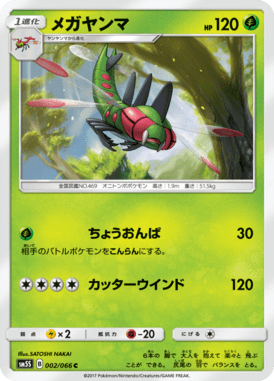 1進化 メガヤンマ HP 120
ヤンヤンマから進化
全国図鑑NO.469 オニトンボポケモン 高さ:1.9m 重さ:51.5kg
ちょうおんぱ 30
相手のバトルポケモンをこんらんにする。
カッターウインド 120
弱点 ×2 抵抗力 -20 にげる
illus.SATOSHI NAKAI
sm5S D 002/066 C
6本の脚で大人を抱えて楽々と飛ぶ
ことができる。尻尾の羽でバランスをとる。
©2017 Pokémon/Nintendo/Creatures/GAME FREAK.